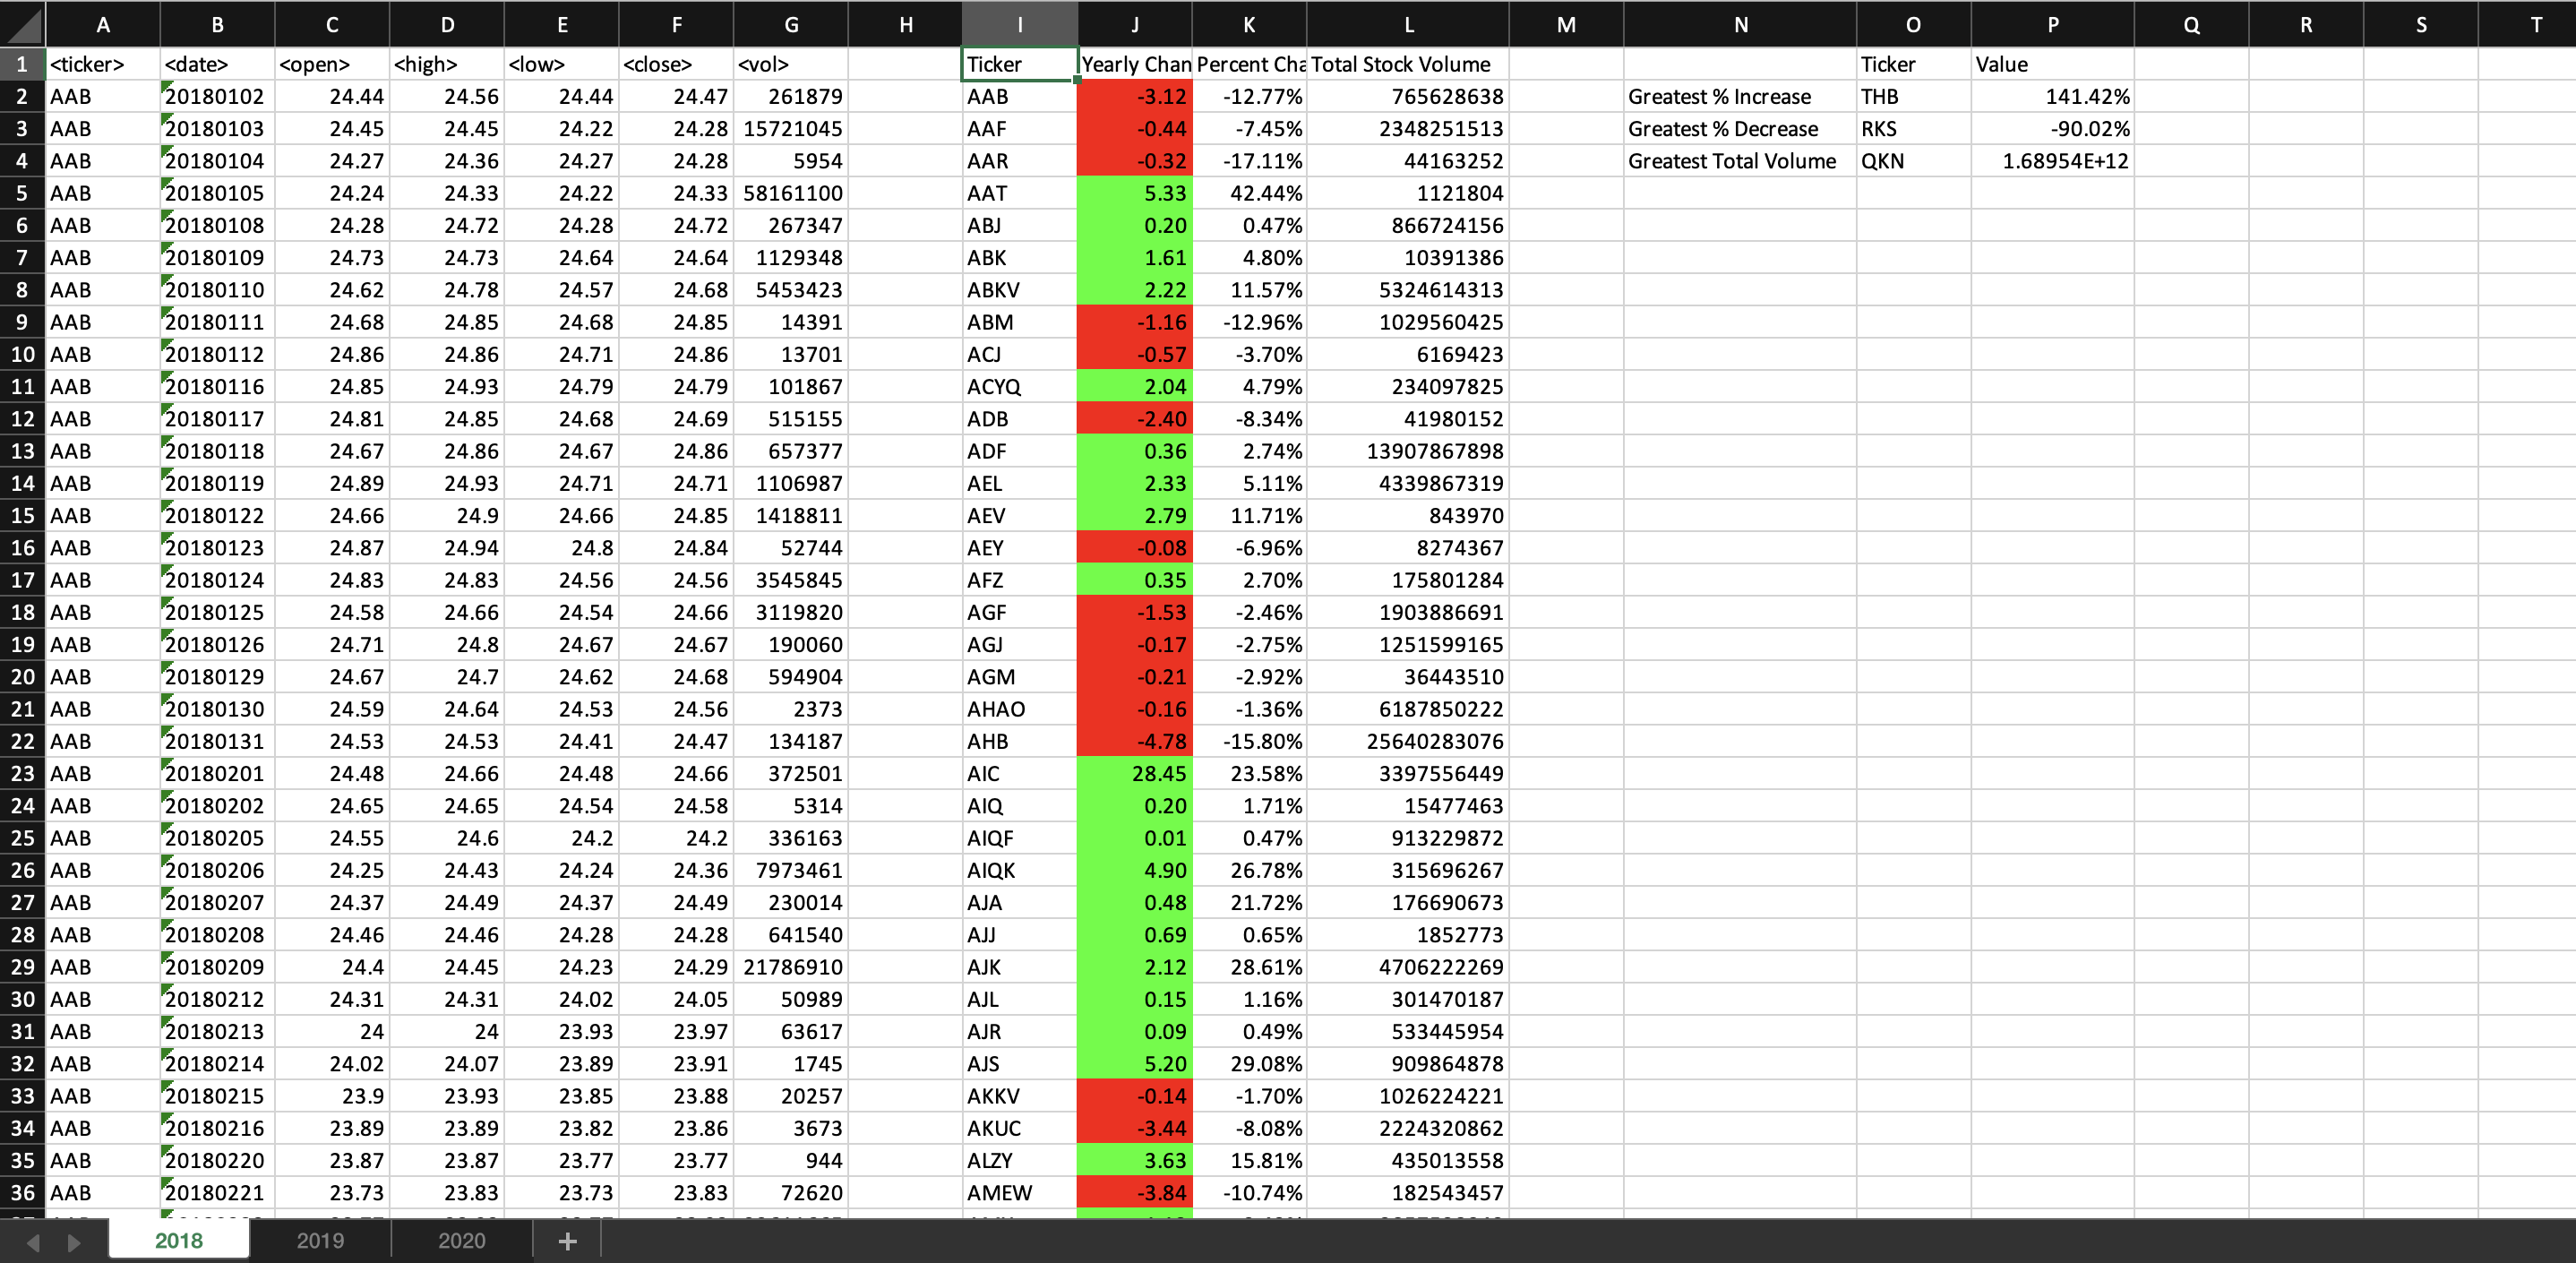 A B C D E F G H I J K L M N O P Q R S T
1 <ticker> <date> <open> <high> <low> <close> <vol> Ticker Yearly Chan Percent Cha Total Stock Volume Ticker Value
2 AAB 20180102 24.44 24.56 24.44 24.47 261879 AAB -3.12 -12.77% 765628638 Greatest % Increase THB 141.42%
3 AAB 20180103 24.45 24.45 24.22 24.28 15721045 AAF -0.44 -7.45% 2348251513 Greatest % Decrease RKS -90.02%
4 AAB 20180104 24.27 24.36 24.27 24.28 5954 AAR -0.32 -17.11% 44163252 Greatest Total Volume QKN 1.68954E+12
5 AAB 20180105 24.24 24.33 24.22 24.33 58161100 AAT 5.33 42.44% 1121804
6 AAB 20180108 24.28 24.72 24.28 24.72 267347 ABJ 0.20 0.47% 866724156
7 AAB 20180109 24.73 24.73 24.64 24.64 1129348 ABK 1.61 4.80% 10391386
8 AAB 20180110 24.62 24.78 24.57 24.68 5453423 ABKV 2.22 11.57% 5324614313
9 AAB 20180111 24.68 24.85 24.68 24.85 14391 ABM -1.16 -12.96% 1029560425
10 AAB 20180112 24.86 24.86 24.71 24.86 13701 ACJ -0.57 -3.70% 6169423
11 AAB 20180116 24.85 24.93 24.79 24.79 101867 ACYQ 2.04 4.79% 234097825
12 AAB 20180117 24.81 24.85 24.68 24.69 515155 ADB -2.40 -8.34% 41980152
13 AAB 20180118 24.67 24.86 24.67 24.86 657377 ADF 0.36 2.74% 13907867898
14 AAB 20180119 24.89 24.93 24.71 24.71 1106987 AEL 2.33 5.11% 4339867319
15 AAB 20180122 24.66 24.9 24.66 24.85 1418811 AEV 2.79 11.71% 843970
16 AAB 20180123 24.87 24.94 24.8 24.84 52744 AEY -0.08 -6.96% 8274367
17 AAB 20180124 24.83 24.83 24.56 24.56 3545845 AFZ 0.35 2.70% 175801284
18 AAB 20180125 24.58 24.66 24.54 24.66 3119820 AGF -1.53 -2.46% 1903886691
19 AAB 20180126 24.71 24.8 24.67 24.67 190060 AGJ -0.17 -2.75% 1251599165
20 AAB 20180129 24.67 24.7 24.62 24.68 594904 AGM -0.21 -2.92% 36443510
21 AAB 20180130 24.59 24.64 24.53 24.56 2373 AHAO -0.16 -1.36% 6187850222
22 AAB 20180131 24.53 24.53 24.41 24.47 134187 AHB -4.78 -15.80% 25640283076
23 AAB 20180201 24.48 24.66 24.48 24.66 372501 AIC 28.45 23.58% 3397556449
24 AAB 20180202 24.65 24.65 24.54 24.58 5314 AIQ 0.20 1.71% 15477463
25 AAB 20180205 24.55 24.6 24.2 24.2 336163 AIQF 0.01 0.47% 913229872
26 AAB 20180206 24.25 24.43 24.24 24.36 7973461 AIQK 4.90 26.78% 315696267
27 AAB 20180207 24.37 24.49 24.37 24.49 230014 AJA 0.48 21.72% 176690673
28 AAB 20180208 24.46 24.46 24.28 24.28 641540 AJJ 0.69 0.65% 1852773
29 AAB 20180209 24.4 24.45 24.23 24.29 21786910 AJK 2.12 28.61% 4706222269
30 AAB 20180212 24.31 24.31 24.02 24.05 50989 AJL 0.15 1.16% 301470187
31 AAB 20180213 24 24 23.93 23.97 63617 AJR 0.09 0.49% 533445954
32 AAB 20180214 24.02 24.07 23.89 23.91 1745 AJS 5.20 29.08% 909864878
33 AAB 20180215 23.9 23.93 23.85 23.88 20257 AKKV -0.14 -1.70% 1026224221
34 AAB 20180216 23.89 23.89 23.82 23.86 3673 AKUC -3.44 -8.08% 2224320862
35 AAB 20180220 23.87 23.87 23.77 23.77 944 ALZY 3.63 15.81% 435013558
36 AAB 20180221 23.73 23.83 23.73 23.83 72620 AMEW -3.84 -10.74% 182543457
2018 2019 2020 +